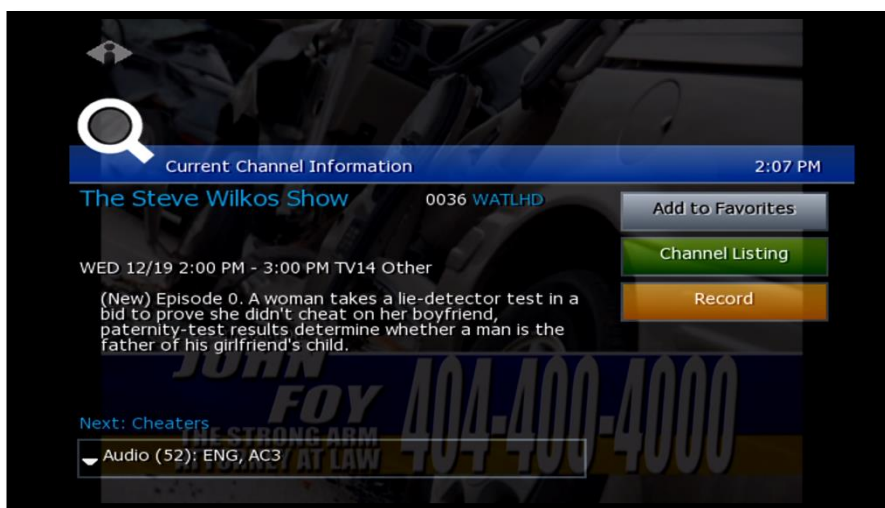 Current Channel Information
2:07 PM
The Steve Wilkos Show
0036 WATLHD
Add to Favorites
Channel Listing
Record
WED 12/19 2:00 PM - 3:00 PM TV14 Other
(New) Episode 0. A woman takes a lie-detector test in a
bid to prove she didn't cheat on her boyfriend,
paternity-test results determine whether a man is the
father of his girlfriend's child.
JOHN
FOY
THE STRONG ARM
ATTORNEY AT LAW
404-400-4000
Next: Cheaters
Audio (52): ENG, AC3